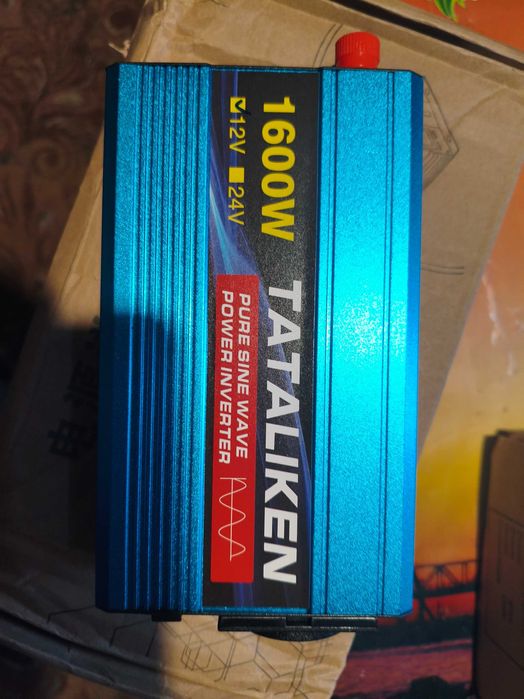 1600W
12V 24V
TATALIKEN
PURE SINE WAVE
POWER INVERTER